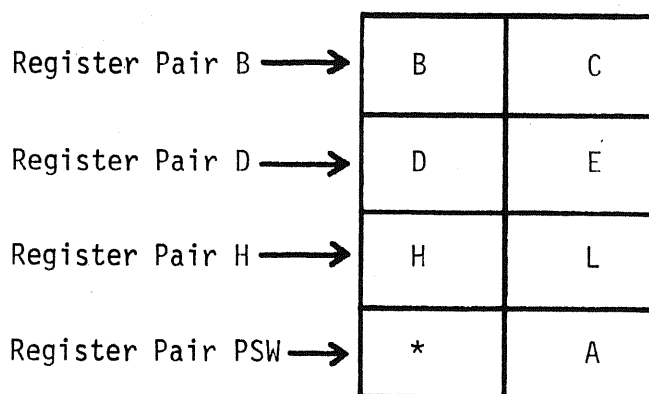 Register Pair B B C
Register Pair D D E
Register Pair H H L
Register Pair PSW * A